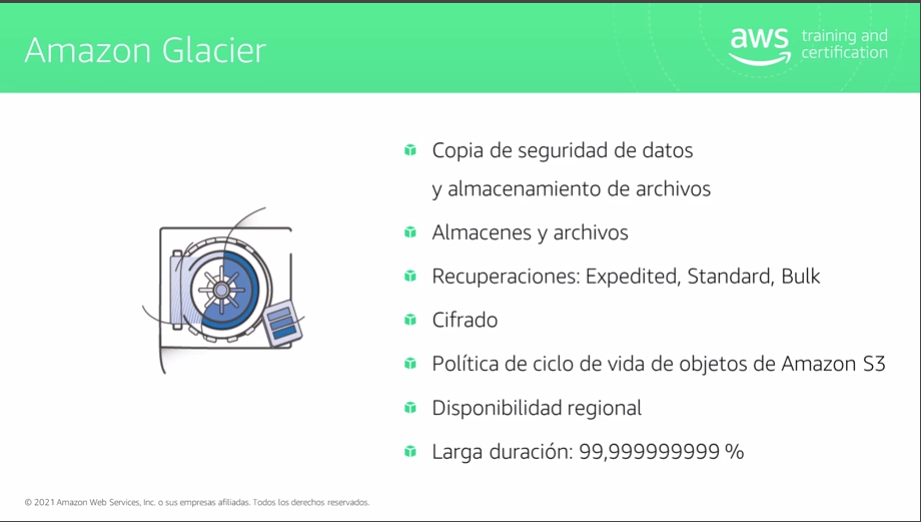 Amazon Glacier
aws training and
certification
Copia de seguridad de datos
y almacenamiento de archivos
Almacenes y archivos
Recuperaciones: Expedited, Standard, Bulk
Cifrado
Política de ciclo de vida de objetos de Amazon S3
Disponibilidad regional
Larga duración: 99,999999999 %
© 2021 Amazon Web Services, Inc. o sus empresas afiliadas. Todos los derechos reservados.